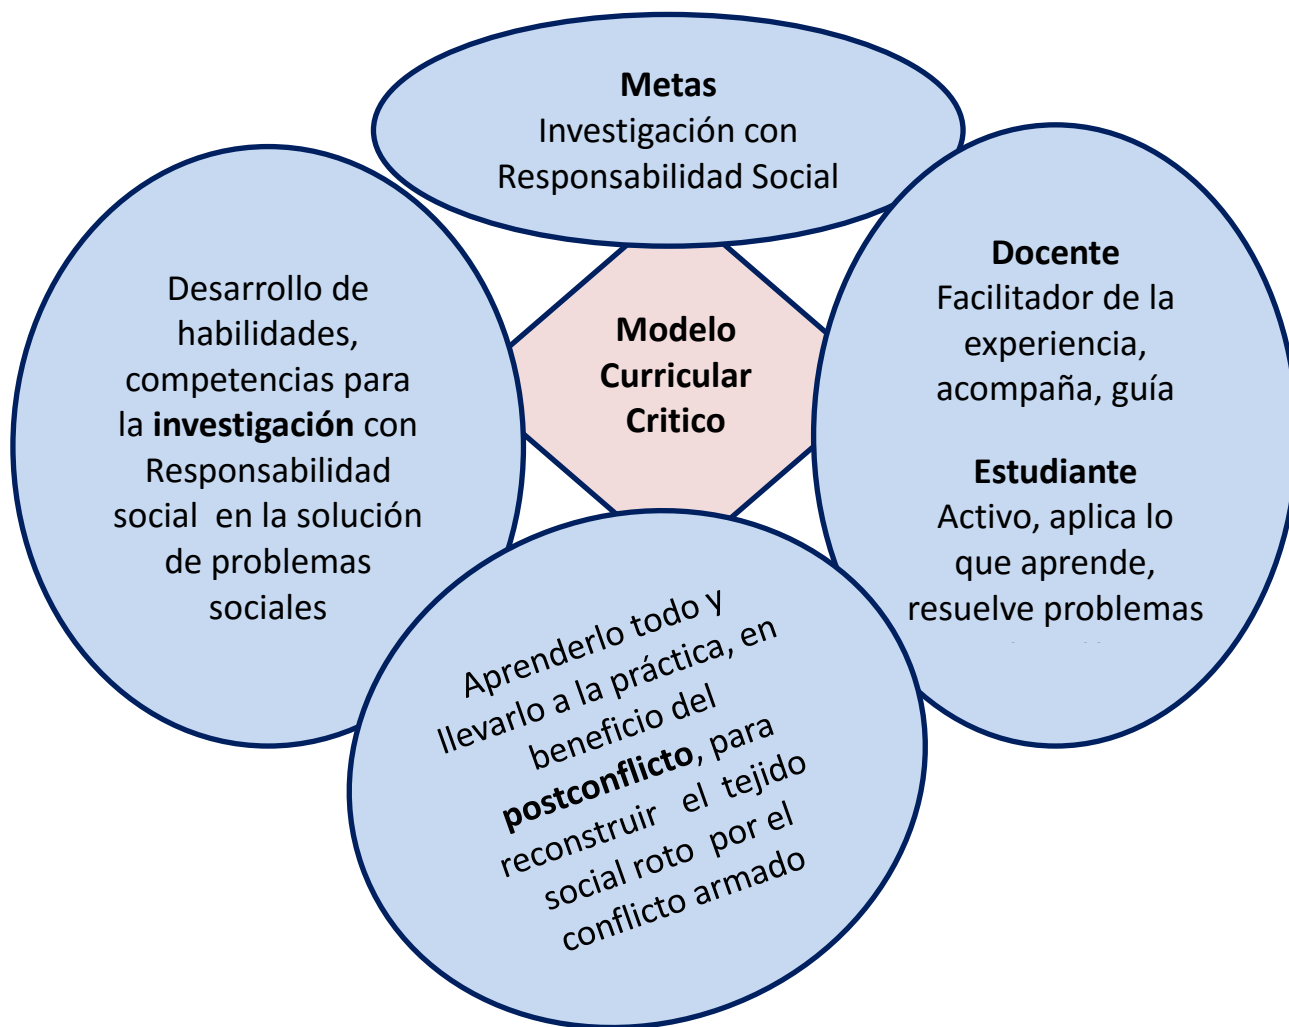 Metas
Investigación con
Responsabilidad Social
Desarrollo de
habilidades,
competencias para
la investigación con
Responsabilidad
social en la solución
de problemas
sociales
Modelo
Curricular
Critico
Docente
Facilitador de la
experiencia,
acompaña, guía
Estudiante
Activo, aplica lo
que aprende,
resuelve problemas
Aprenderlo todo y
llevarlo a la práctica, en
beneficio del
postconflicto, para
reconstruir el tejido
social roto por el
conflicto armado